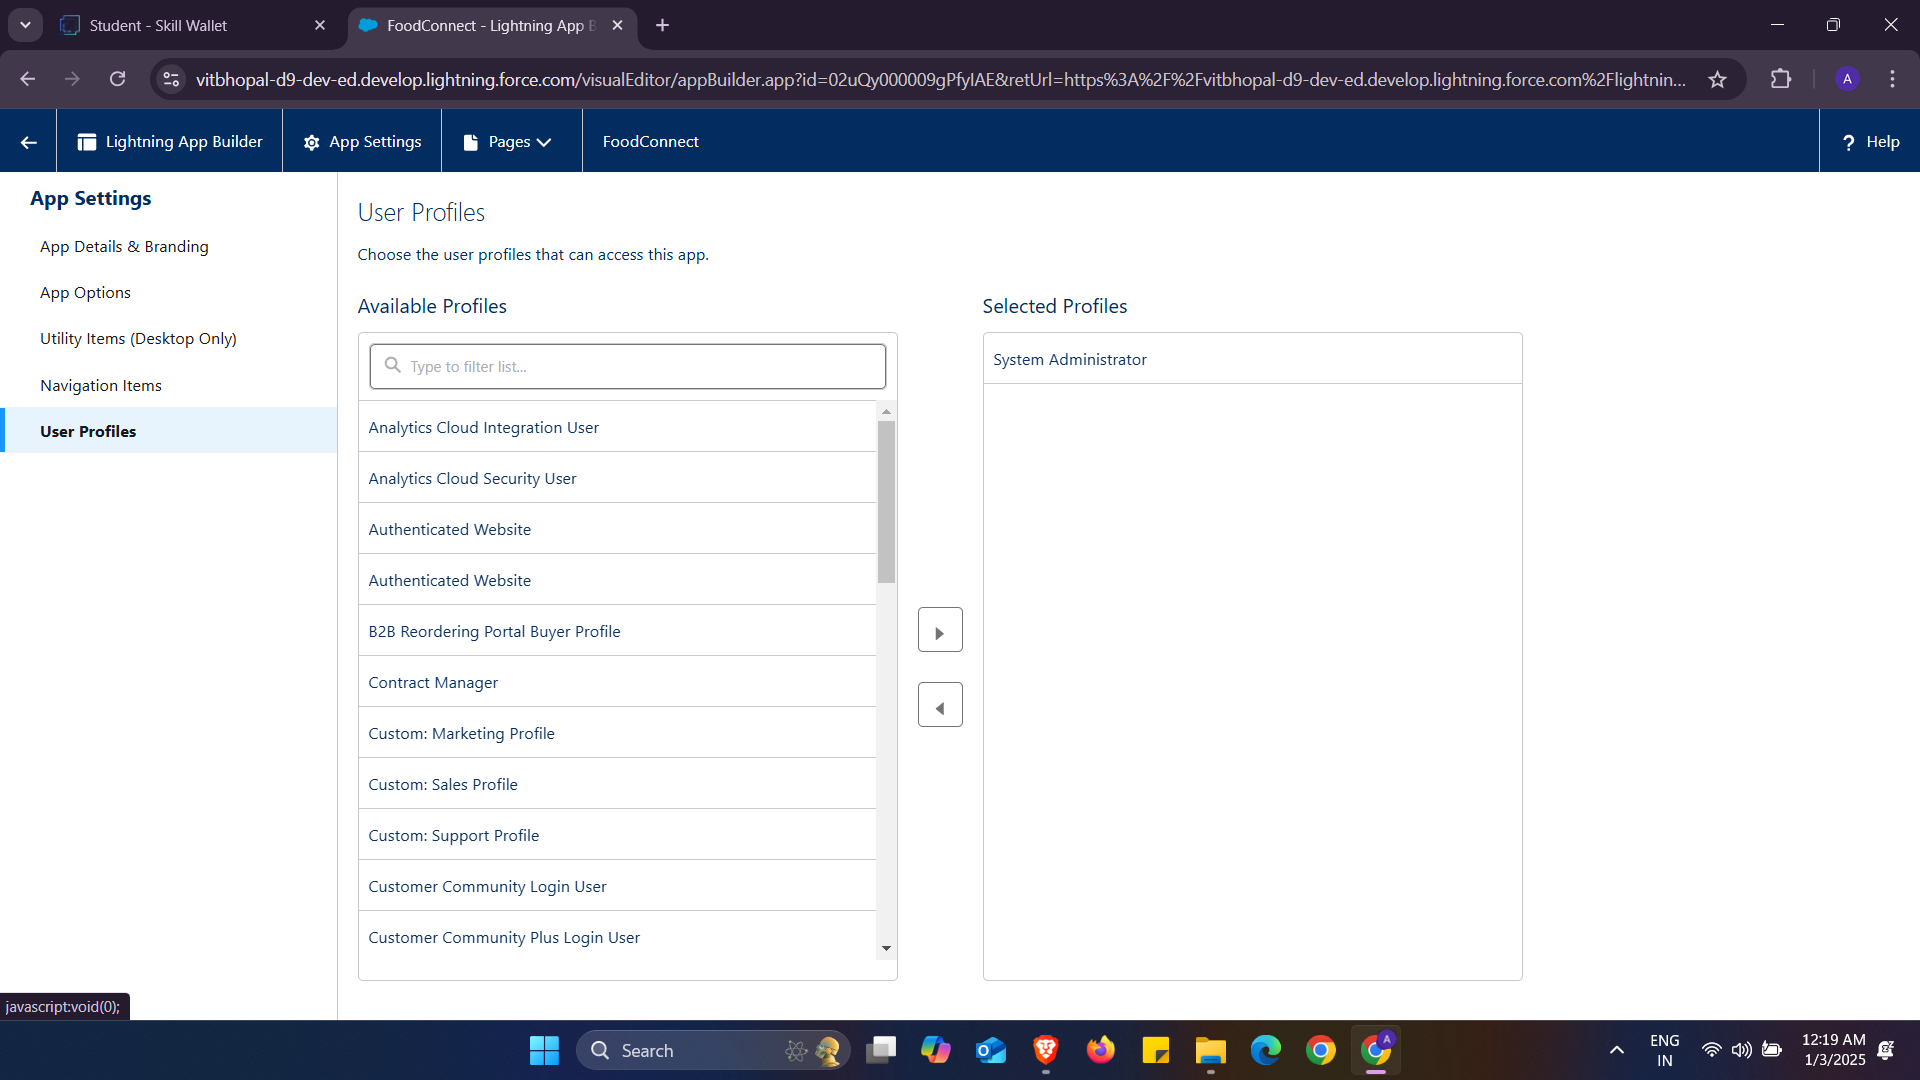 Student - Skill Wallet
FoodConnect - Lightning App B
vitbhopal-d9-dev-ed.develop.lightning.force.com/visualEditor/appBuilder.app?id=02uQy000009gPfyIAE&retUrl=https%3A%2F%2Fvitbhopal-d9-dev-ed.develop.lightning.force.com%2Flightnin...
A
Lightning App Builder
App Settings
Pages
FoodConnect
? Help
App Settings
App Details & Branding
App Options
Utility Items (Desktop Only)
Navigation Items
User Profiles
User Profiles
Choose the user profiles that can access this app.
Available Profiles
Type to filter list...
Analytics Cloud Integration User
Analytics Cloud Security User
Authenticated Website
Authenticated Website
B2B Reordering Portal Buyer Profile
Contract Manager
Custom: Marketing Profile
Custom: Sales Profile
Custom: Support Profile
Customer Community Login User
Customer Community Plus Login User
Selected Profiles
System Administrator
javascript:void(0);
Search
A
ENG
IN
12:19 AM
1/3/2025